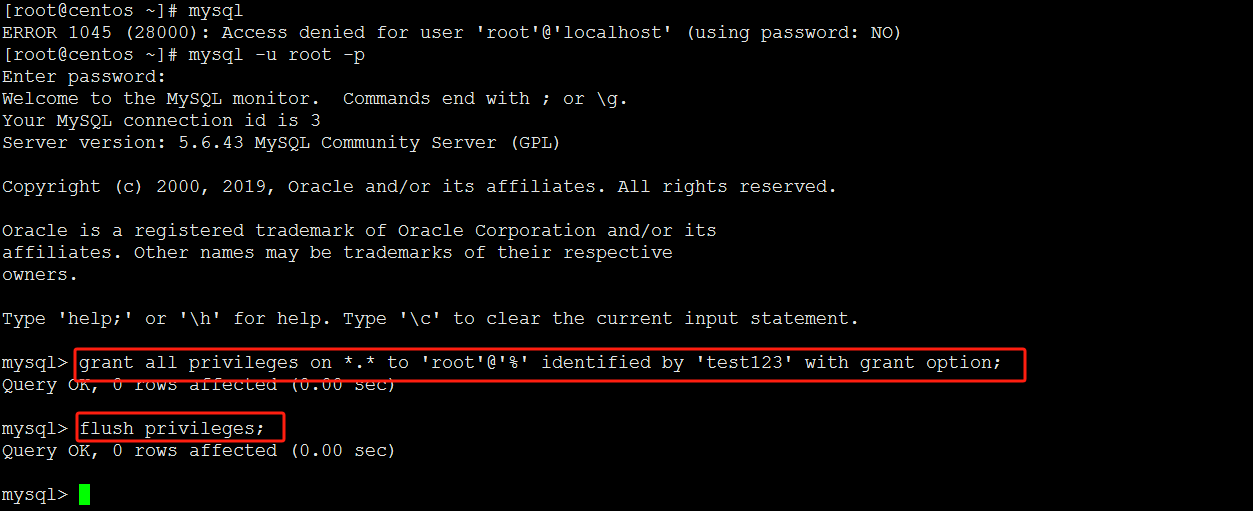 [root@centos ~]# mysql
ERROR 1045 (28000): Access denied for user 'root'@'localhost' (using password: NO)
[root@centos ~]# mysql -u root -p
Enter password:
Welcome to the MySQL monitor.  Commands end with ; or \g.
Your MySQL connection id is 3
Server version: 5.6.43 MySQL Community Server (GPL)
Copyright (c) 2000, 2019, Oracle and/or its affiliates. All rights reserved.
Oracle is a registered trademark of Oracle Corporation and/or its
affiliates. Other names may be trademarks of their respective
owners.
Type 'help;' or '\h' for help. Type '\c' to clear the current input statement.
mysql> grant all privileges on *.* to 'root'@'%' identified by 'test123' with grant option;
Query OK, 0 rows affected (0.00 sec)
mysql> flush privileges;
Query OK, 0 rows affected (0.00 sec)
mysql>